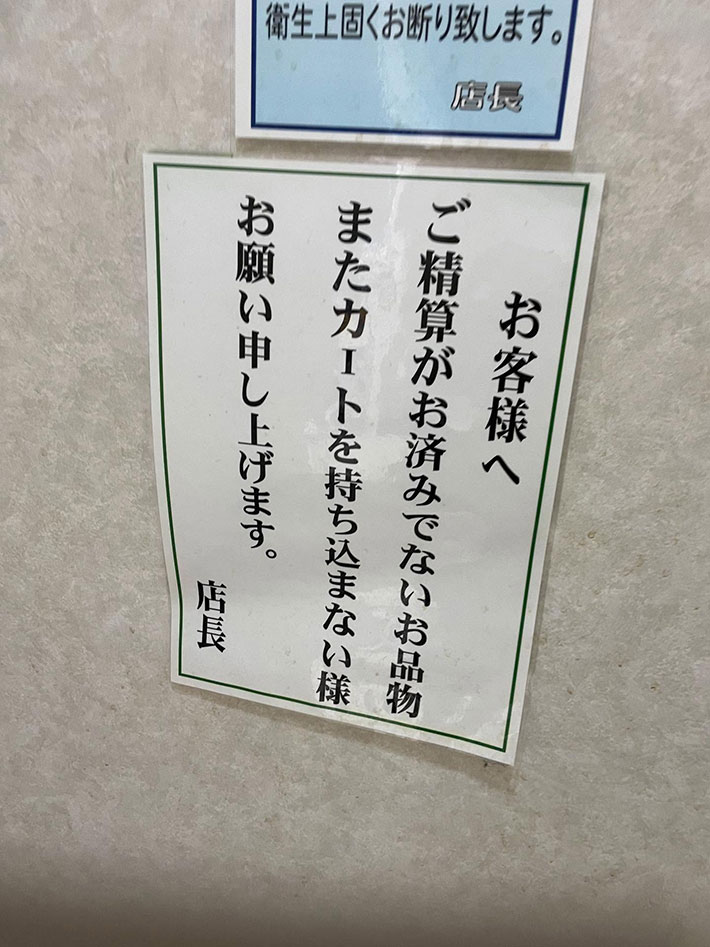 衛生上固くお断り致します。
店長
お客様へ
ご精算がお済みでないお品物
またカートを持ち込まない様
お願い申し上げます。
店長